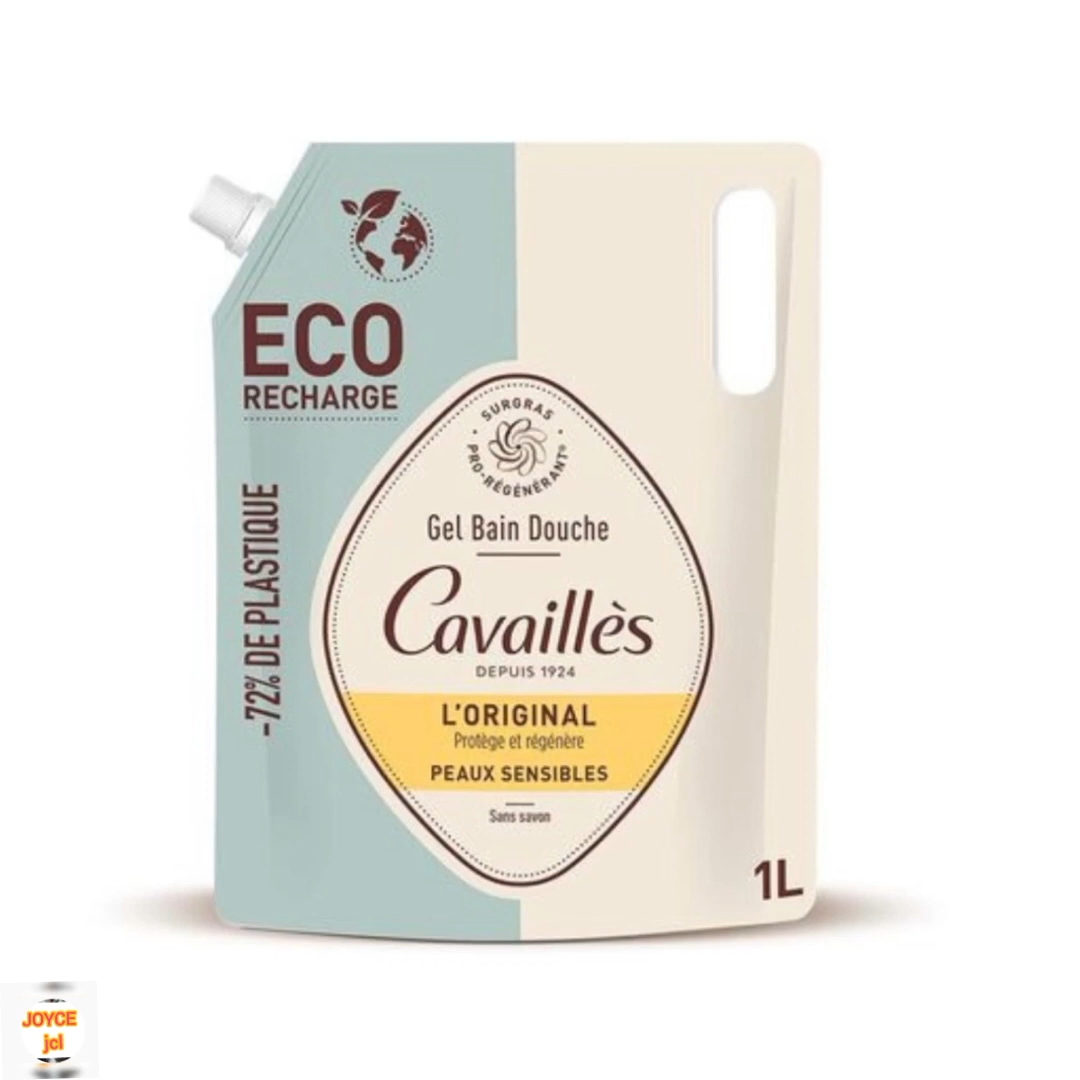 ECO
RECHARGE
-72% DE PLASTIQUE
SURGRAS
PRO-RÉGÉNÉRANT®
Gel Bain Douche
Cavaillès
DEPUIS 1924
L'ORIGINAL
Protège et régénère
PEAUX SENSIBLES
Sans savon
1L
JOYCE
jcl